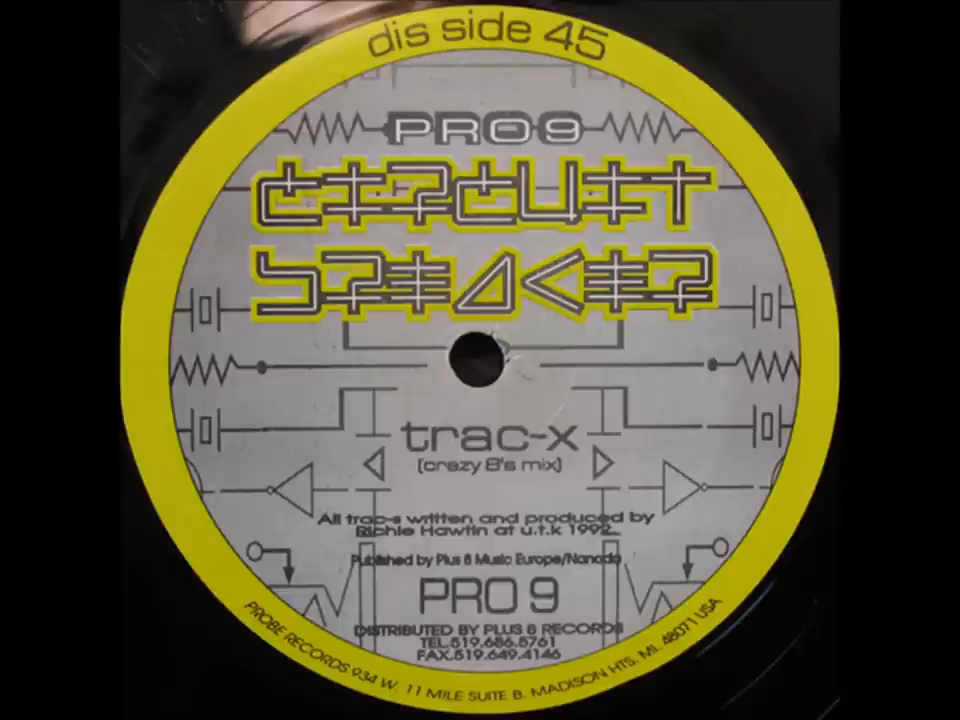 dis side 45
PRO 9
CIRCUIT
BREAKER
trac-x
(crazy 8's mix)
All trac-s written and produced by
Richie Hawtin at u.t.k 1992
Published by Plus 8 Music Europe/Nanada
PRO 9
DISTRIBUTED BY PLUS 8 RECORDS
TEL.519.686.5761
FAX.519.649.4146
PROBE RECORDS 934 W. 11 MILE SUITE B. MADISON HTS. MI. 48071 USA